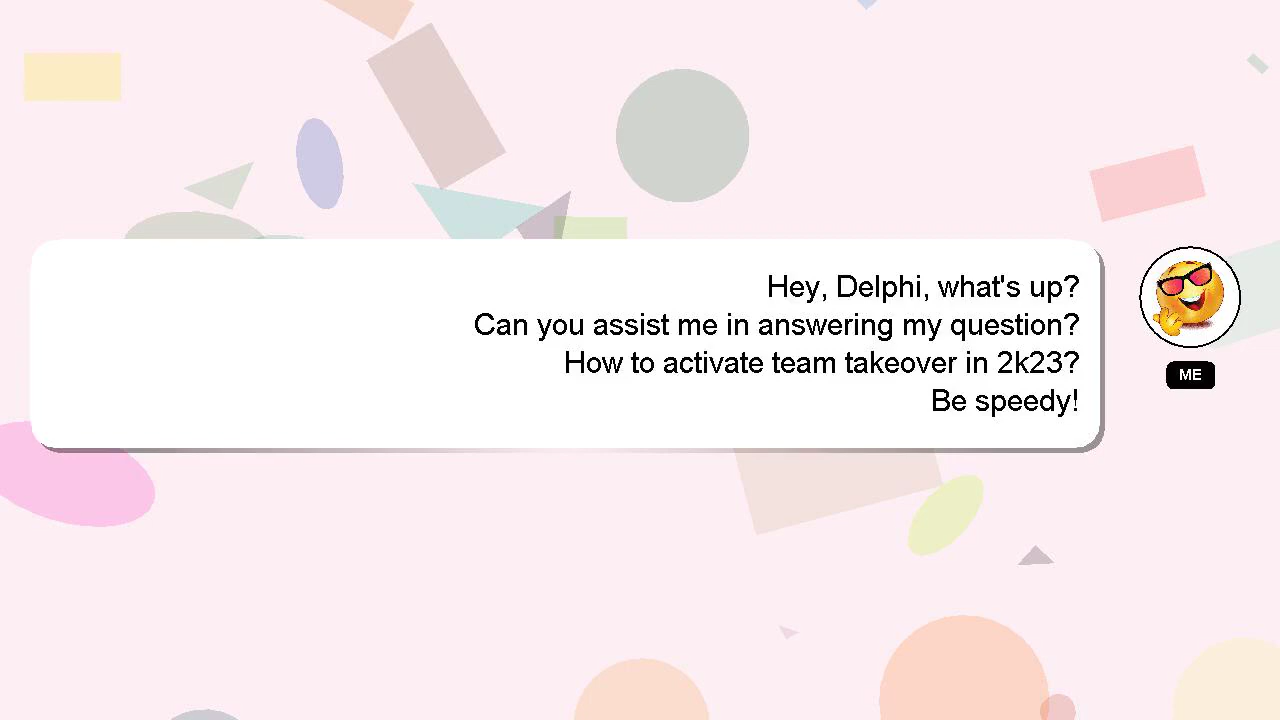 Hey, Delphi, what's up?
Can you assist me in answering my question?
How to activate team takeover in 2k23?
Be speedy!
ME